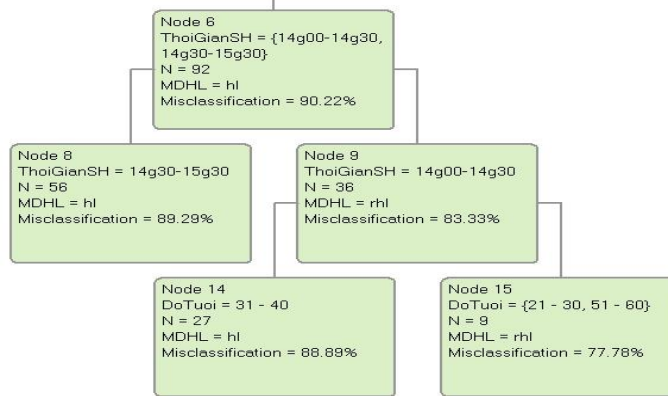 Node 6
ThoiGianSH = {14g00-14g30,
14g30-15g30}
N = 92
MDHL = hl
Misclassification = 90.22%
Node 8
ThoiGianSH = 14g30-15g30
N = 56
MDHL = hl
Misclassification = 89.29%
Node 9
ThoiGianSH = 14g00-14g30
N = 36
MDHL = rhl
Misclassification = 83.33%
Node 14
DoTuoi = 31 - 40
N = 27
MDHL = hl
Misclassification = 88.89%
Node 15
DoTuoi = {21 - 30, 51 - 60}
N = 9
MDHL = rhl
Misclassification = 77.78%